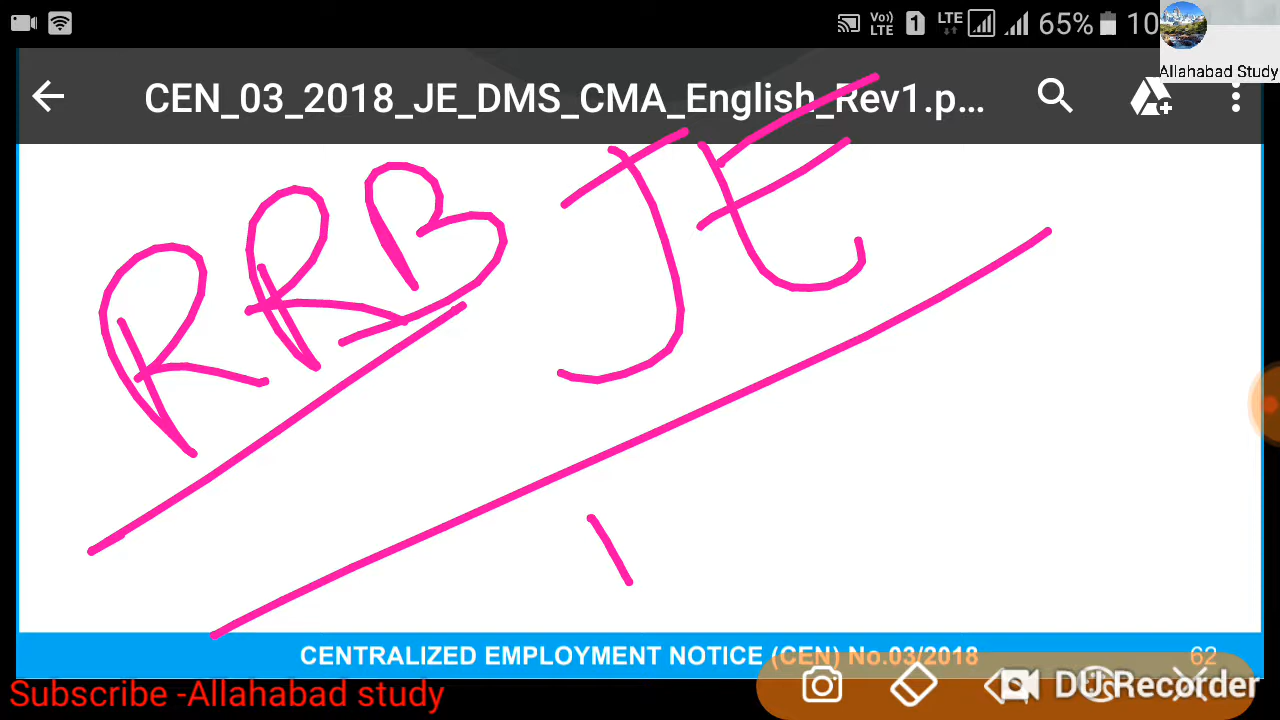 Vo) LTE 1 LTE 65% 10
Allahabad Study
CEN_03_2018_JE_DMS_CMA_English_Rev1.p...
RRB JE
CENTRALIZED EMPLOYMENT NOTICE (CEN) No.03/2018 62
Subscribe -Allahabad study
DU Recorder